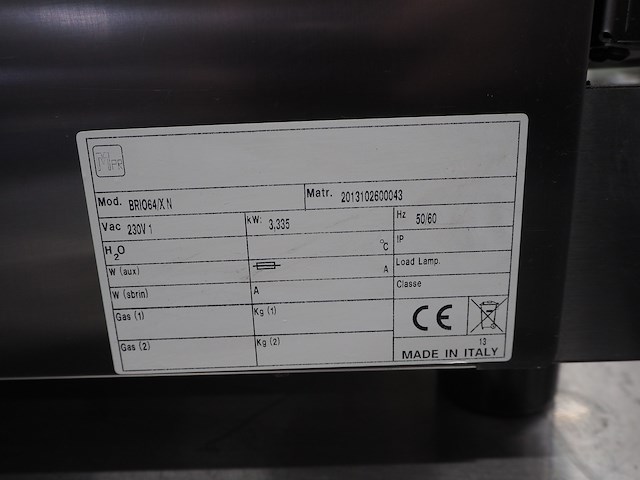 MPR
Mod. BRIO64/X N Matr. 2013102600043
Vac 230V 1 kW: 3,335 Hz 50/60
H2O °C IP
W (aux) A Load Lamp.
W (sbrin) A Classe
Gas (1) Kg (1)
CE
13
Gas (2) Kg (2)
MADE IN ITALY